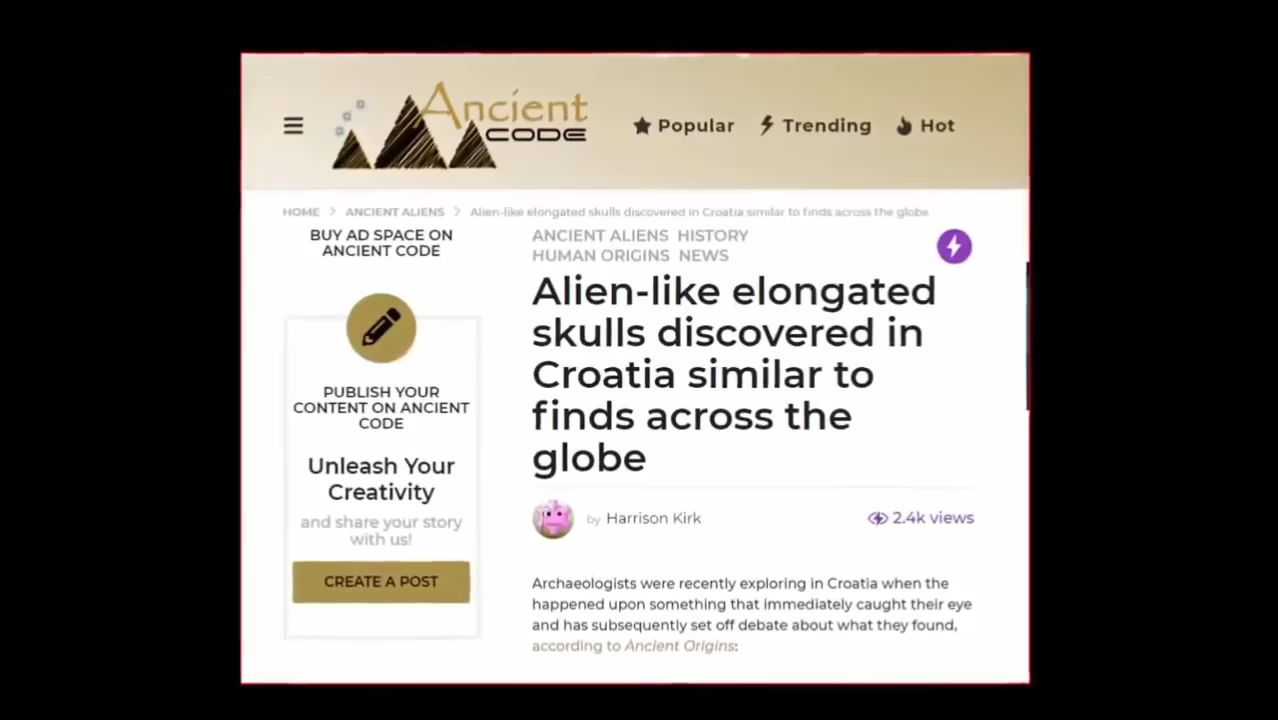 Ancient
CODE
Popular
Trending
Hot
HOME > ANCIENT ALIENS > Alien-like elongated skulls discovered in Croatia similar to finds across the globe
BUY AD SPACE ON
ANCIENT CODE
PUBLISH YOUR
CONTENT ON ANCIENT
CODE
Unleash Your
Creativity
and share your story
with us!
CREATE A POST
ANCIENT ALIENS HISTORY
HUMAN ORIGINS NEWS
Alien-like elongated
skulls discovered in
Croatia similar to
finds across the
globe
by Harrison Kirk
2.4k views
Archaeologists were recently exploring in Croatia when the
happened upon something that immediately caught their eye
and has subsequently set off debate about what they found,
according to Ancient Origins: